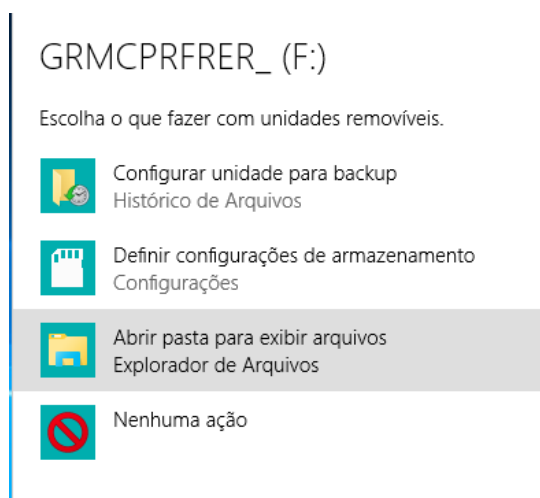 GRMCPRFRER_ (F:)
Escolha o que fazer com unidades removíveis.
Configurar unidade para backup
Histórico de Arquivos
Definir configurações de armazenamento
Configurações
Abrir pasta para exibir arquivos
Explorador de Arquivos
Nenhuma ação